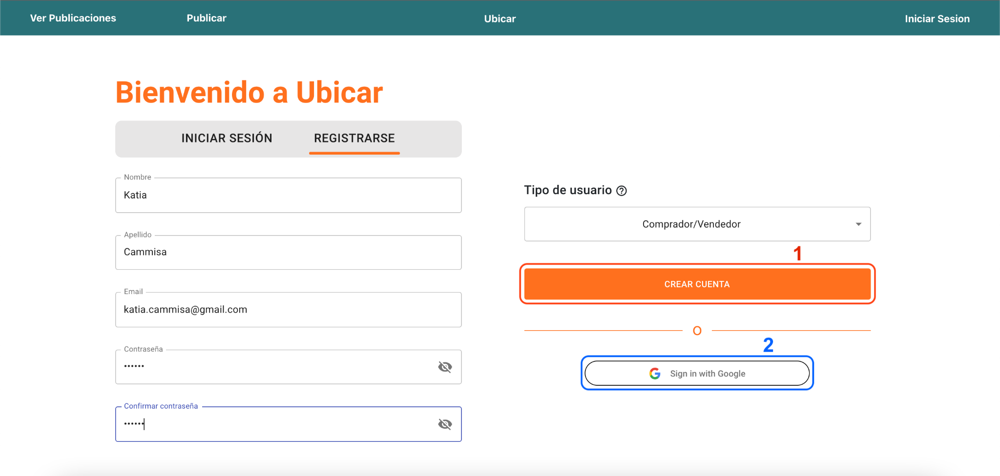 Ver Publicaciones
Publicar
Ubicar
Iniciar Sesion
Bienvenido a Ubicar
INICIAR SESIÓN
REGISTRARSE
Nombre
Katia
Apellido
Cammisa
Email
katia.cammisa@gmail.com
Contraseña
••••••
Confirmar contraseña
••••••
Tipo de usuario
Comprador/Vendedor
1
CREAR CUENTA
O
2
Sign in with Google